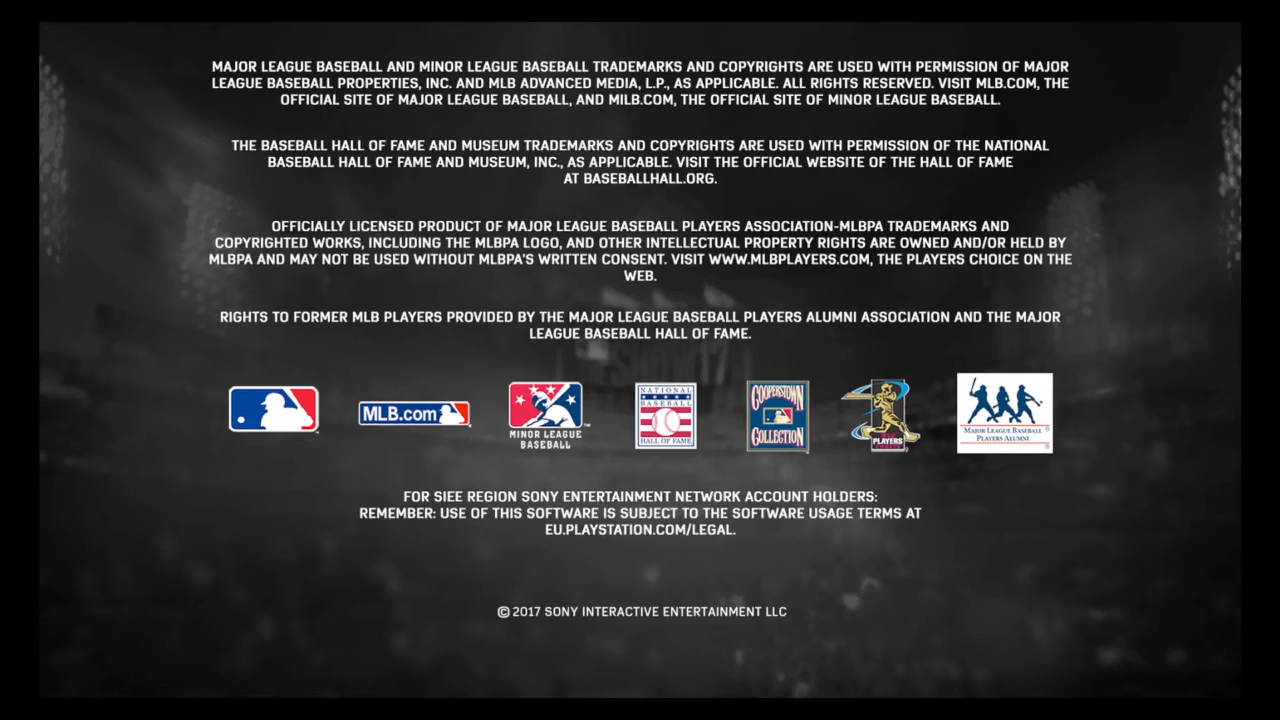 MAJOR LEAGUE BASEBALL AND MINOR LEAGUE BASEBALL TRADEMARKS AND COPYRIGHTS ARE USED WITH PERMISSION OF MAJOR
LEAGUE BASEBALL PROPERTIES, INC. AND MLB ADVANCED MEDIA, L.P., AS APPLICABLE. ALL RIGHTS RESERVED. VISIT MLB.COM, THE
OFFICIAL SITE OF MAJOR LEAGUE BASEBALL, AND MILB.COM, THE OFFICIAL SITE OF MINOR LEAGUE BASEBALL.
THE BASEBALL HALL OF FAME AND MUSEUM TRADEMARKS AND COPYRIGHTS ARE USED WITH PERMISSION OF THE NATIONAL
BASEBALL HALL OF FAME AND MUSEUM, INC., AS APPLICABLE. VISIT THE OFFICIAL WEBSITE OF THE HALL OF FAME
AT BASEBALLHALL.ORG.
OFFICIALLY LICENSED PRODUCT OF MAJOR LEAGUE BASEBALL PLAYERS ASSOCIATION-MLBPA TRADEMARKS AND
COPYRIGHTED WORKS, INCLUDING THE MLBPA LOGO, AND OTHER INTELLECTUAL PROPERTY RIGHTS ARE OWNED AND/OR HELD BY
MLBPA AND MAY NOT BE USED WITHOUT MLBPA'S WRITTEN CONSENT. VISIT WWW.MLBPLAYERS.COM, THE PLAYERS CHOICE ON THE
WEB.
RIGHTS TO FORMER MLB PLAYERS PROVIDED BY THE MAJOR LEAGUE BASEBALL PLAYERS ALUMNI ASSOCIATION AND THE MAJOR
LEAGUE BASEBALL HALL OF FAME.
MLB.com
MINOR LEAGUE
BASEBALL
NATIONAL
BASEBALL
HALL OF FAME
COOPERSTOWN
COLLECTION
PLAYERS
MAJOR LEAGUE BASEBALL
PLAYERS ALUMNI
FOR SIEE REGION SONY ENTERTAINMENT NETWORK ACCOUNT HOLDERS:
REMEMBER: USE OF THIS SOFTWARE IS SUBJECT TO THE SOFTWARE USAGE TERMS AT
EU.PLAYSTATION.COM/LEGAL.
© 2017 SONY INTERACTIVE ENTERTAINMENT LLC